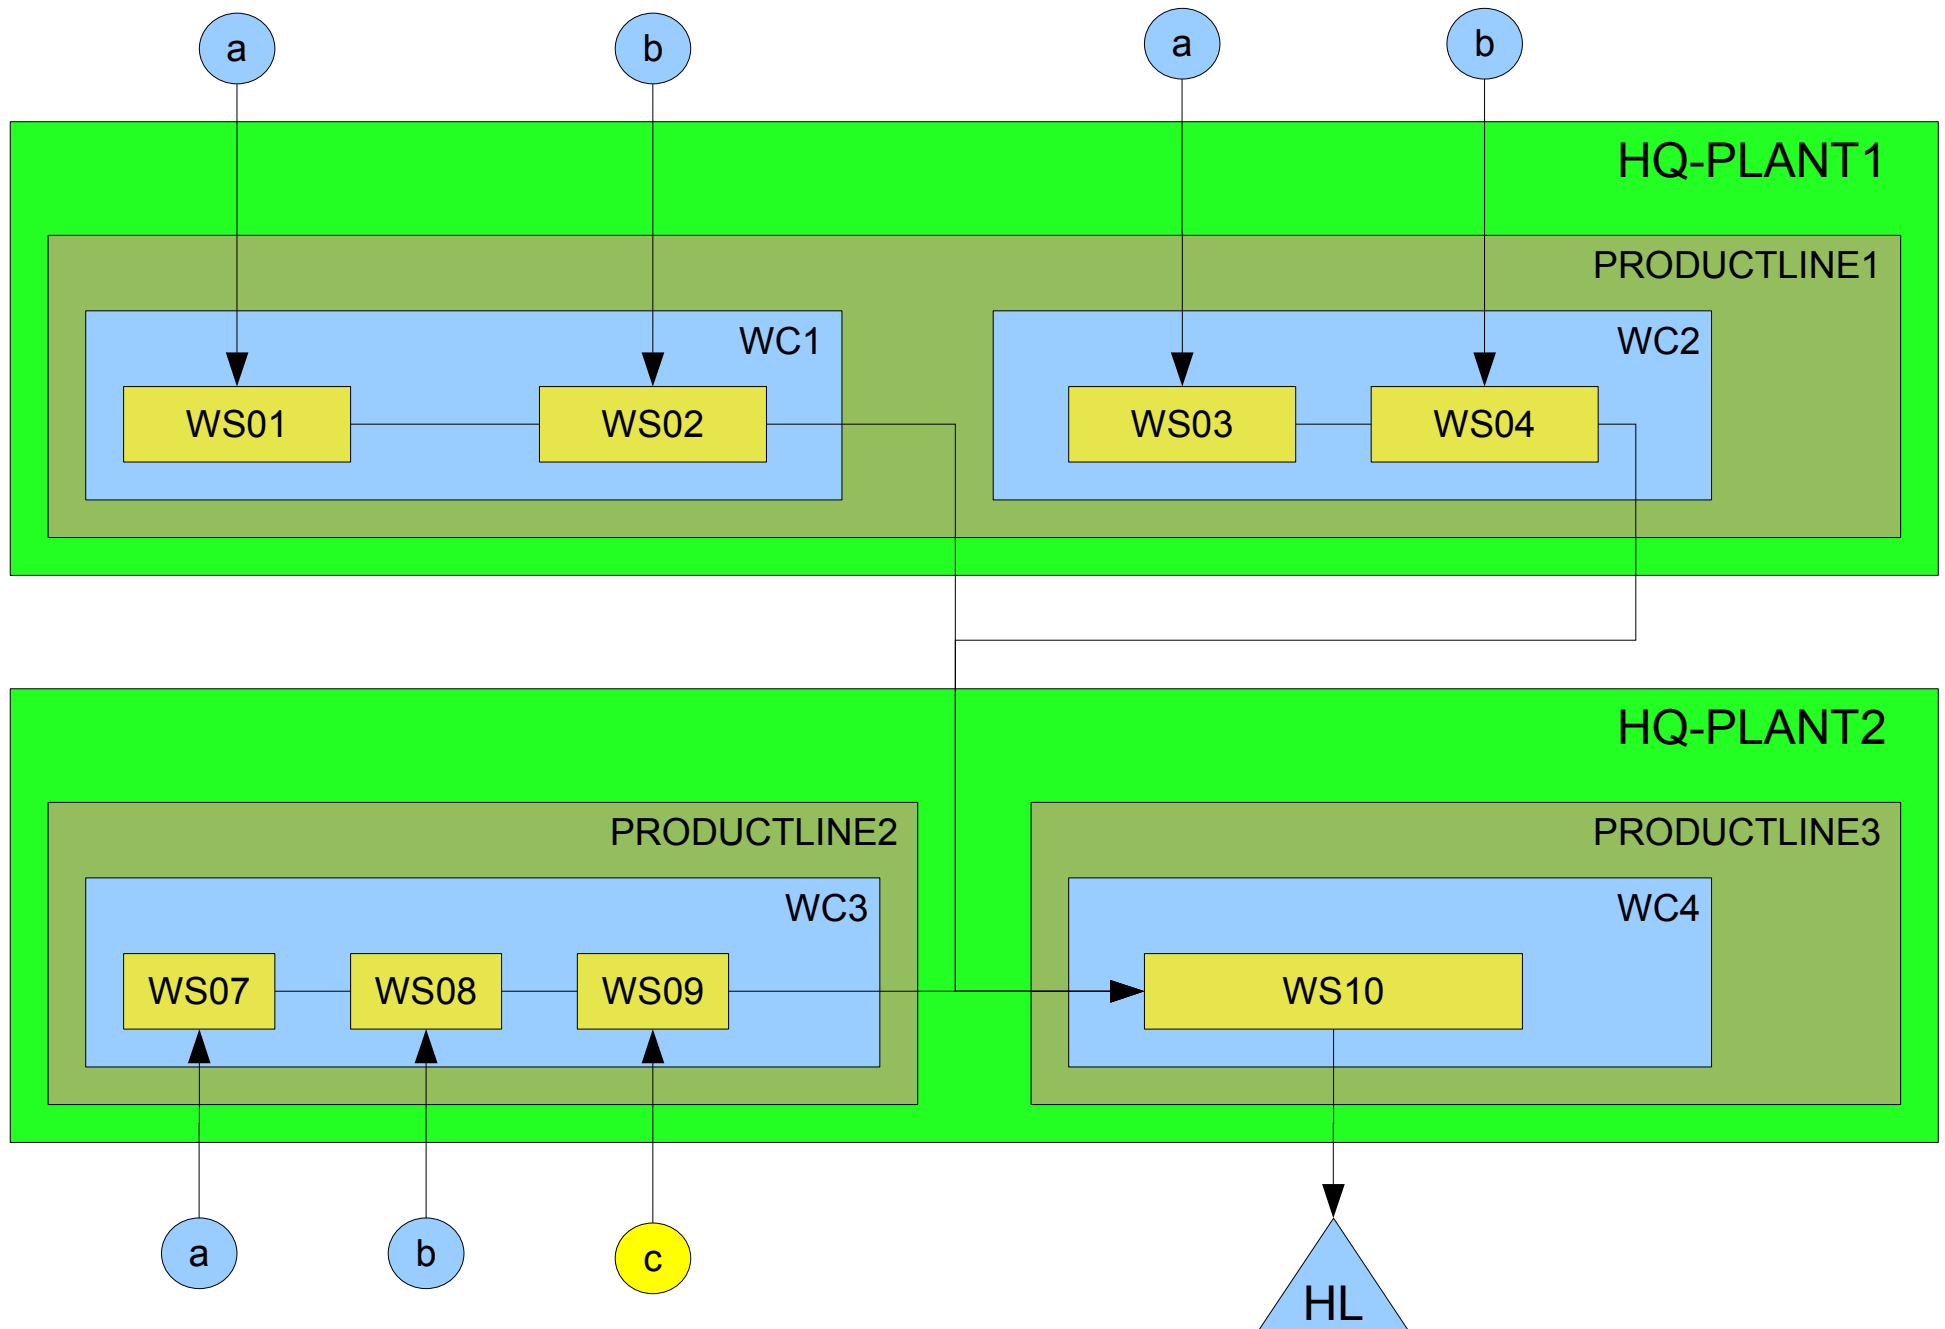 a
b
a
b
HQ-PLANT1
PRODUCTLINE1
WC1
WC2
WS01
WS02
WS03
WS04
HQ-PLANT2
PRODUCTLINE2
PRODUCTLINE3
WC3
WC4
WS07
WS08
WS09
WS10
a
b
c
HL